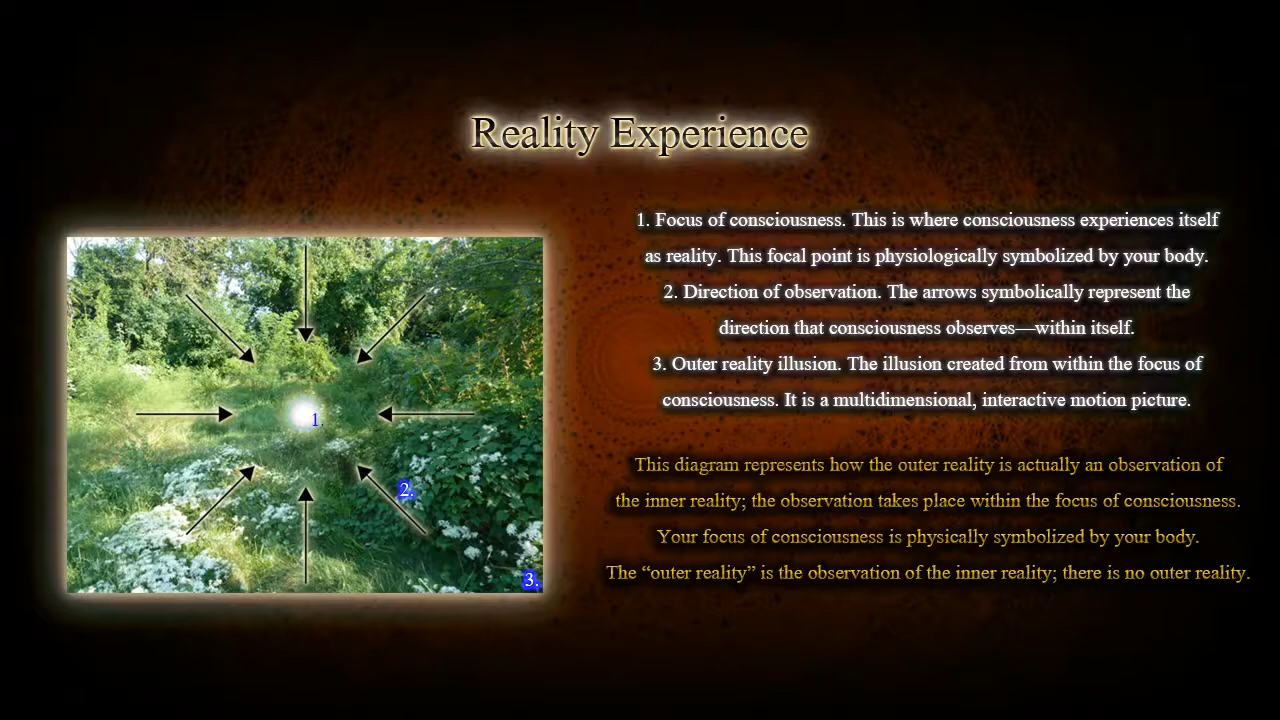 Reality Experience
1. Focus of consciousness. This is where consciousness experiences itself
as reality. This focal point is physiologically symbolized by your body.
2. Direction of observation. The arrows symbolically represent the
direction that consciousness observes—within itself.
3. Outer reality illusion. The illusion created from within the focus of
consciousness. It is a multidimensional, interactive motion picture.
This diagram represents how the outer reality is actually an observation of
the inner reality; the observation takes place within the focus of consciousness.
Your focus of consciousness is physically symbolized by your body.
The “outer reality” is the observation of the inner reality; there is no outer reality.
1.
2.
3.